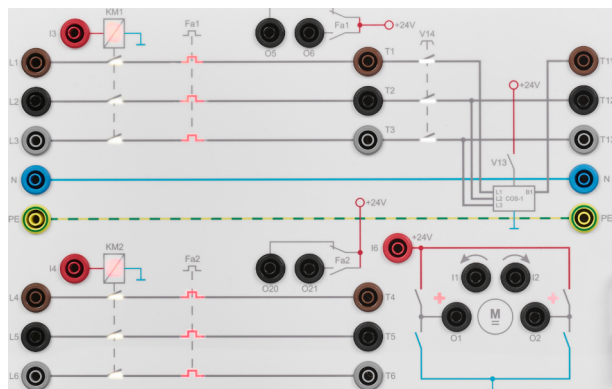 KM1 Fa1 +24V V14
I3 Fa1
O5 O6
L1 T1 T11
+24V
L2 T2 T12
L3 T3 T13
V13
N N
L1 B1
L2 DDS-1
L3
PE PE
+24V
KM2 Fa2 I6 +24V
I4 Fa2
O20 O21 I1 I2
L4 T4
M
O1 O2
L5 T5
L6 T6